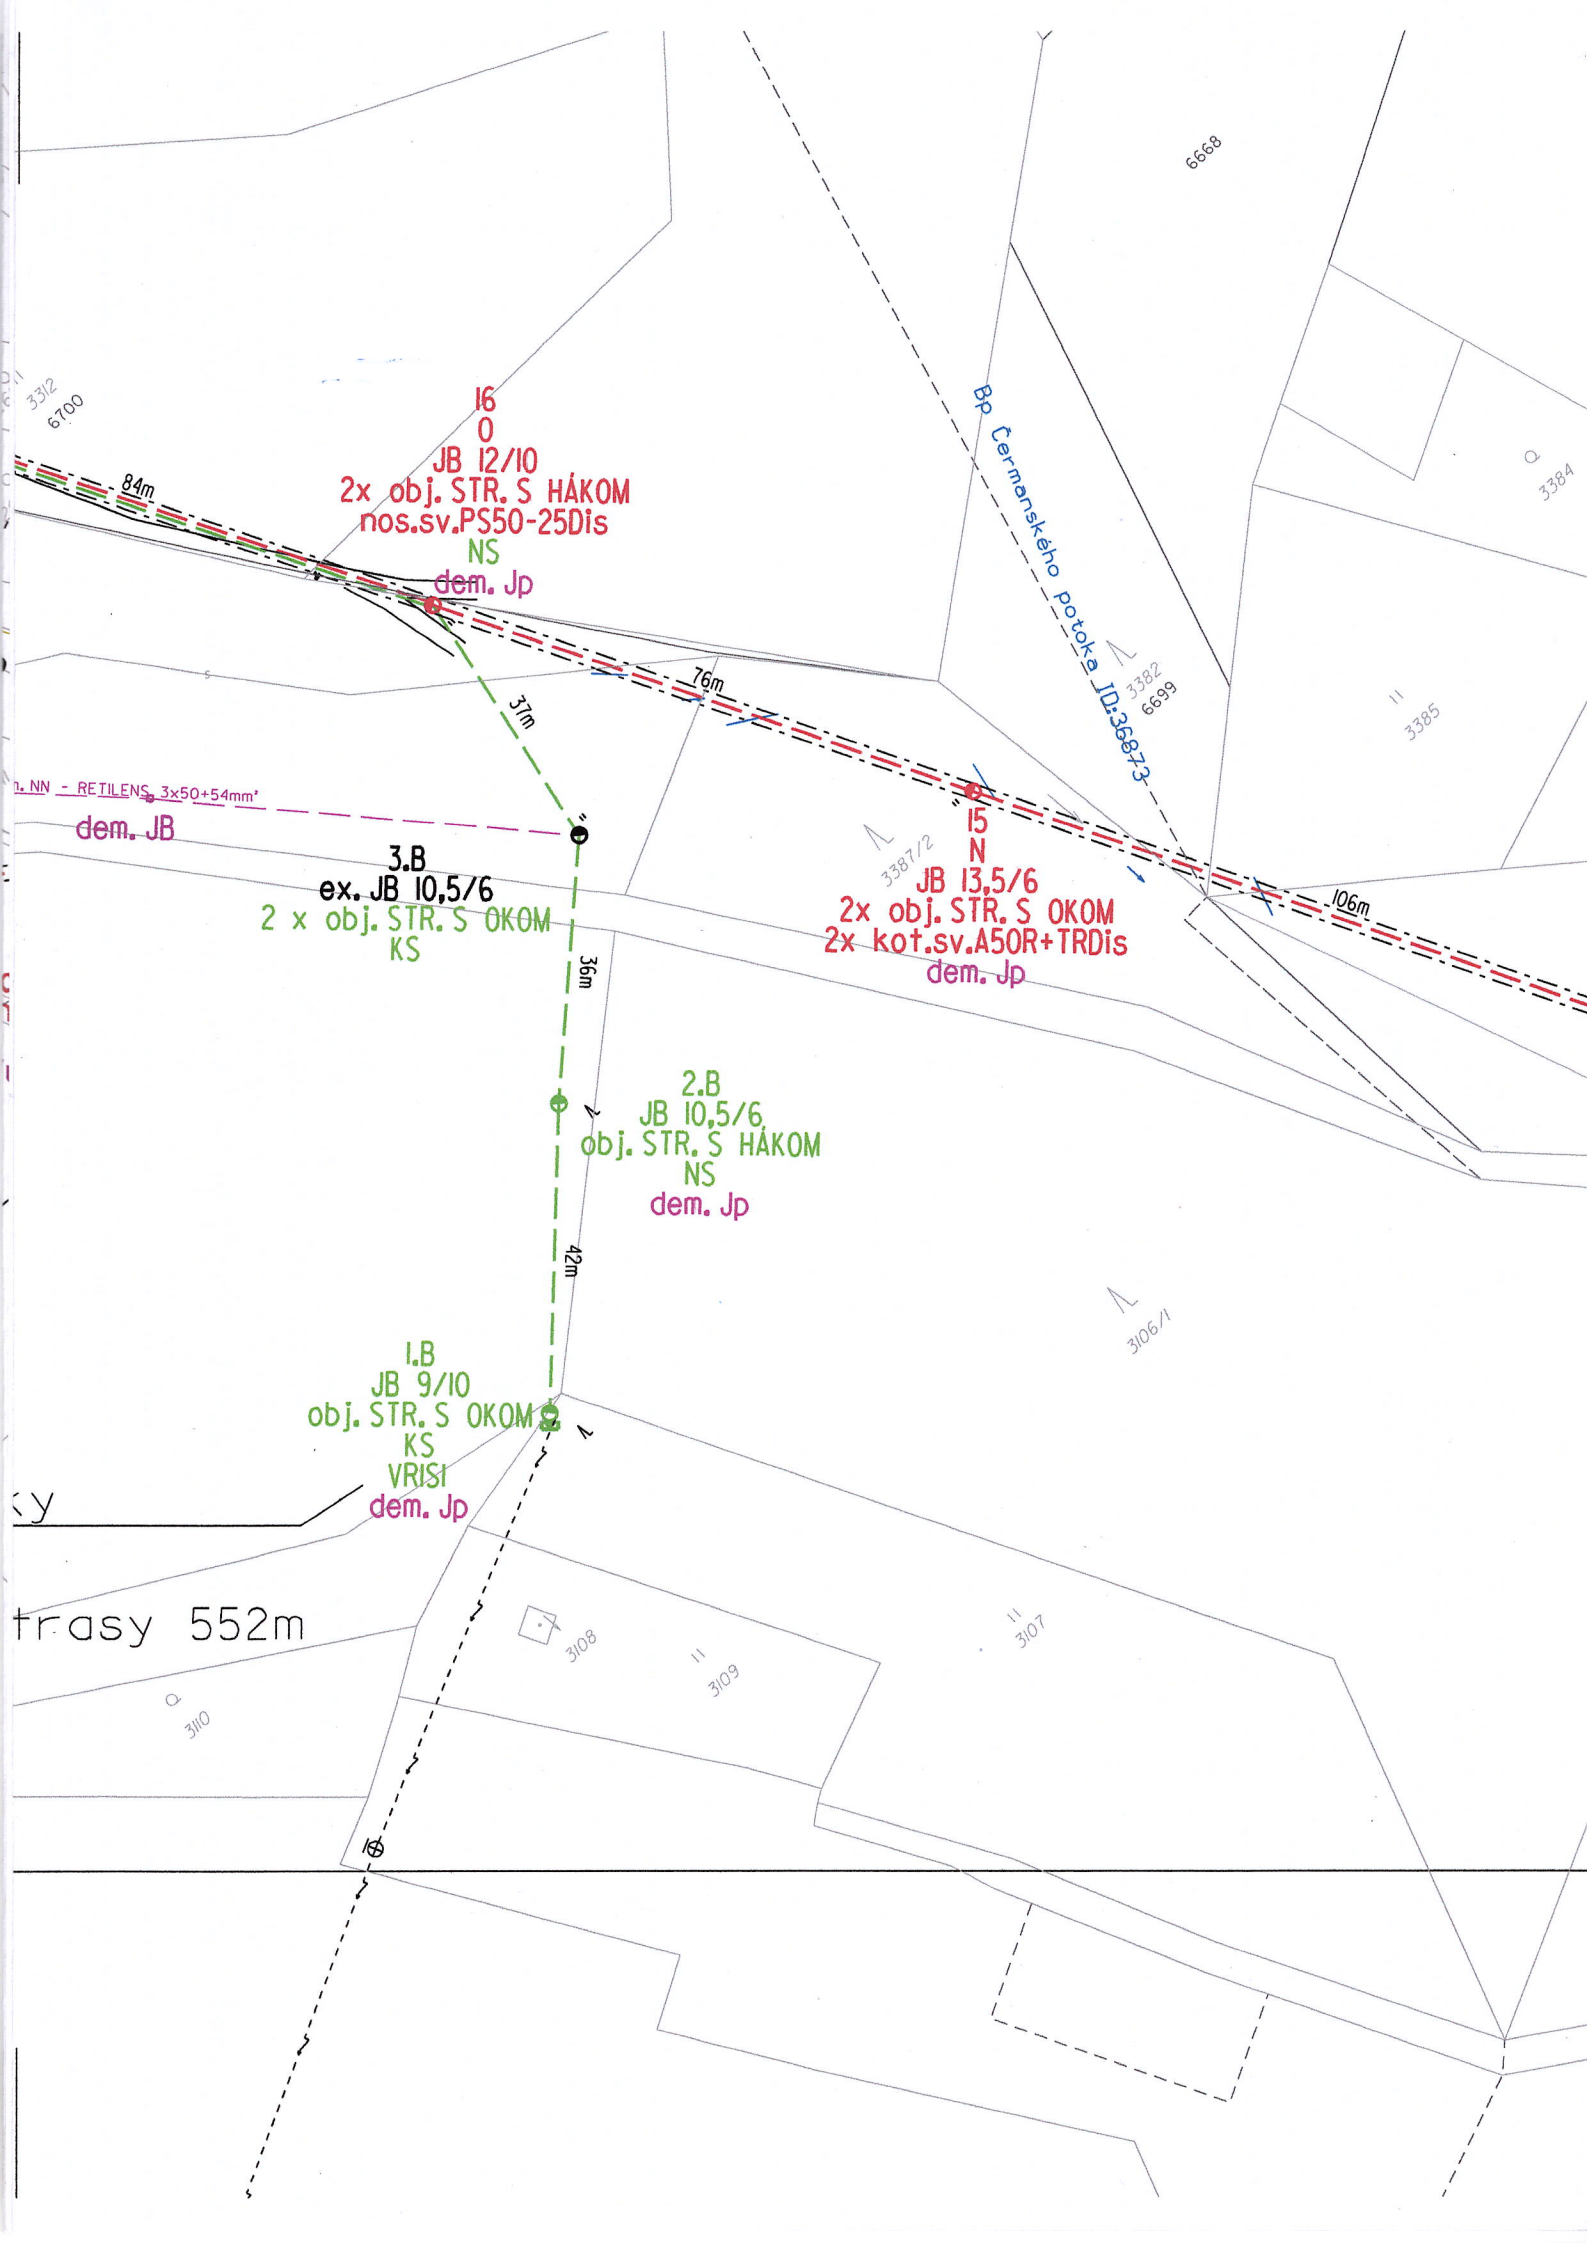 6668
3312
6700
84m
16
0
JB 12/10
2x obj. STR. S HÁKOM
nos.sv.PS50-25Dis
NS
dem. Jp
Bp Čermanského potoka ID:36873
3384
3382
6699
3385
76m
37m
NN - RETILENS 3x50+54mm²
dem. JB
3.B
ex. JB 10,5/6
2 x obj. STR. S OKOM
KS
3387/2
15
N
JB 13,5/6
2x obj. STR. S OKOM
2x kot.sv.A50R+TRDis
dem. Jp
106m
36m
2.B
JB 10,5/6
obj. STR. S HÁKOM
NS
dem. Jp
42m
3106/1
1.B
JB 9/10
obj. STR. S OKOM
KS
VRISI
dem. Jp
ky
trasy 552m
3108
3109
3107
3110